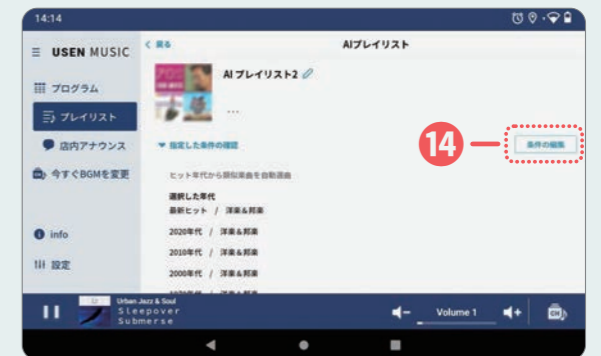 14:14
USEN MUSIC
< 戻る
AIプレイリスト
プログラム
プレイリスト
店内アナウンス
今すぐBGMを変更
info
設定
AI プレイリスト2
...
指定した条件の確認
14
条件の編集
ヒット年代から類似楽曲を自動選曲
選択した年代
最新ヒット / 洋楽&邦楽
2020年代 / 洋楽&邦楽
2010年代 / 洋楽&邦楽
2000年代 / 洋楽&邦楽
Urban Jazz & Soul
Sleepover
Submerse
Volume 1
CH